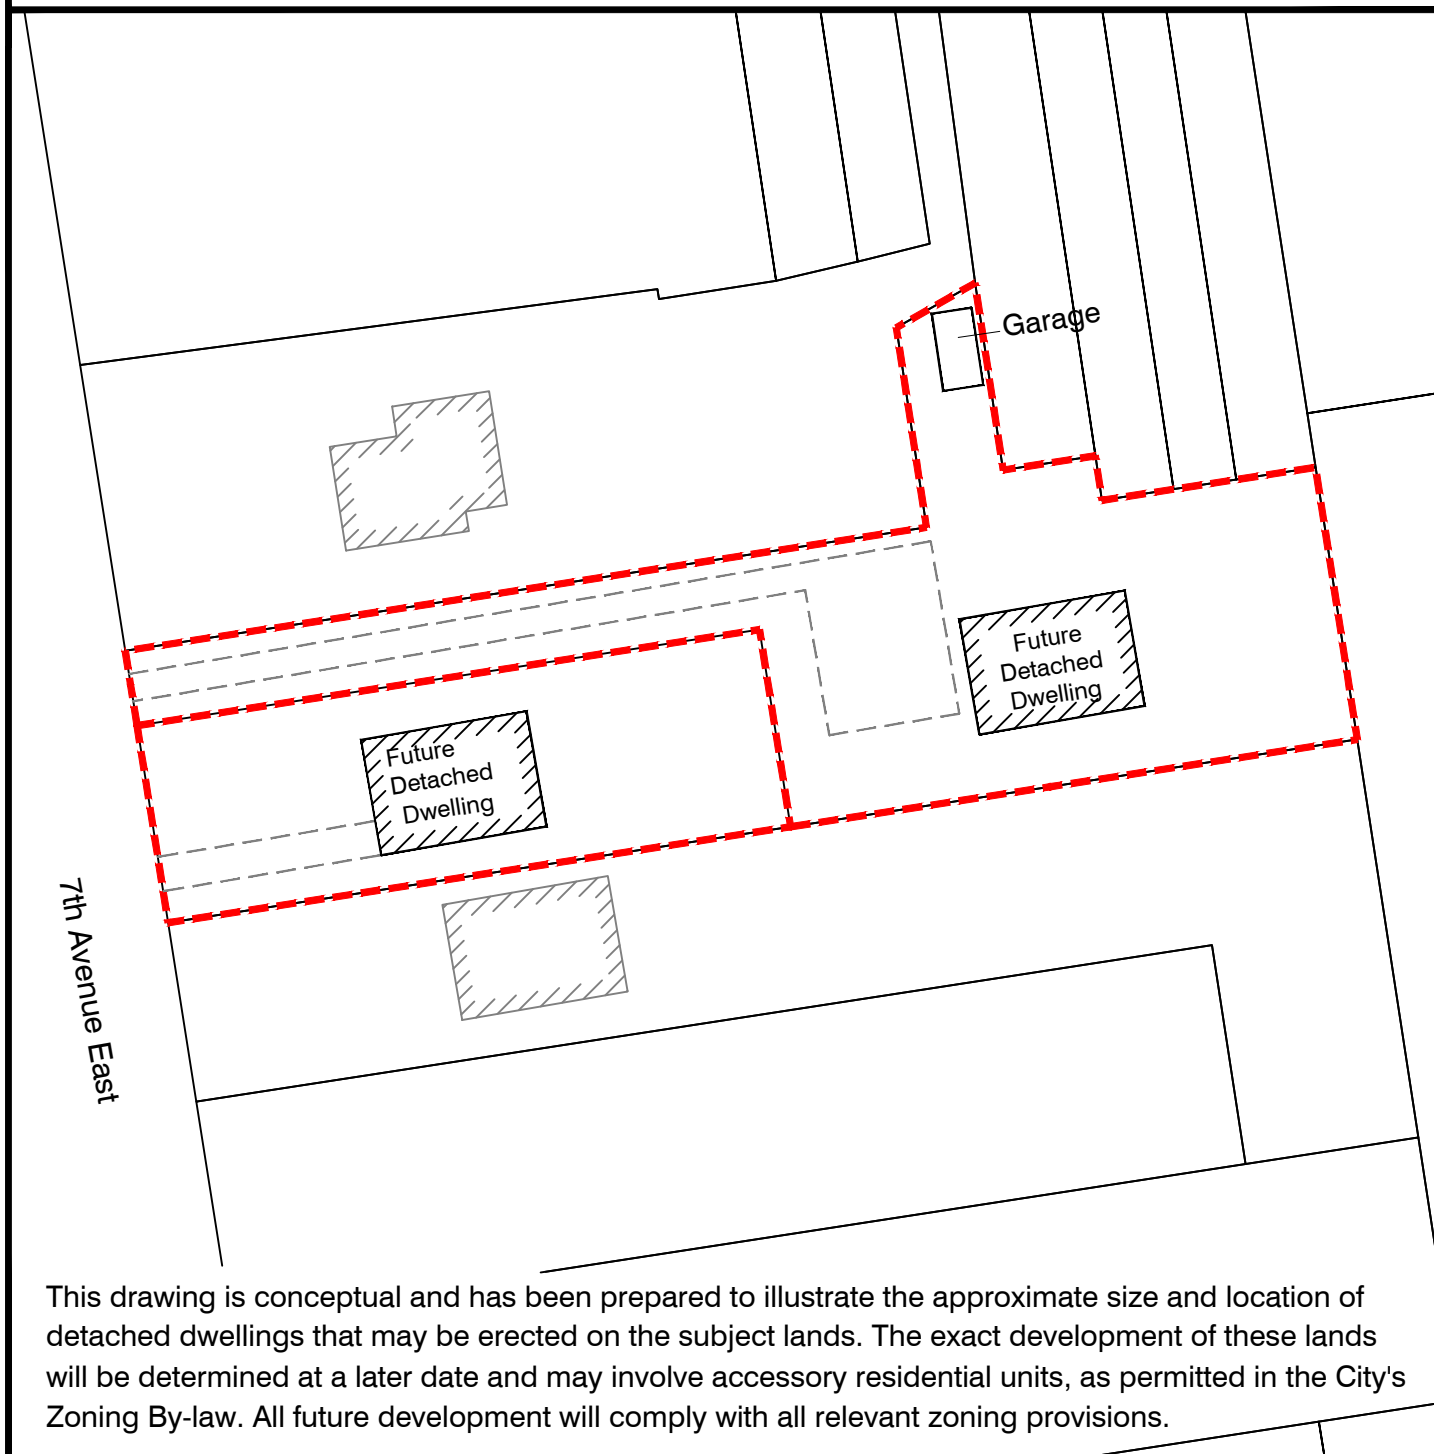 Garage
Future
Detached
Dwelling
Future
Detached
Dwelling
7th Avenue East
This drawing is conceptual and has been prepared to illustrate the approximate size and location of
detached dwellings that may be erected on the subject lands. The exact development of these lands
will be determined at a later date and may involve accessory residential units, as permitted in the City's
Zoning By-law. All future development will comply with all relevant zoning provisions.